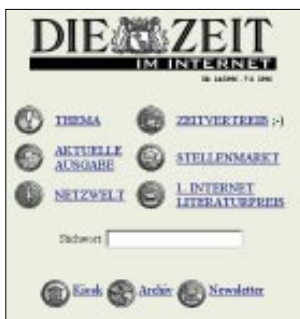 DIE ZEIT
IM INTERNET
THEMA
ZEITVERTREIB ;-)
AKTUELLE
AUSGABE
STELLENMARKT
NETZWELT
1. INTERNET
LITERATURPREIS
Stichwort
Kiosk Archiv Newsletter